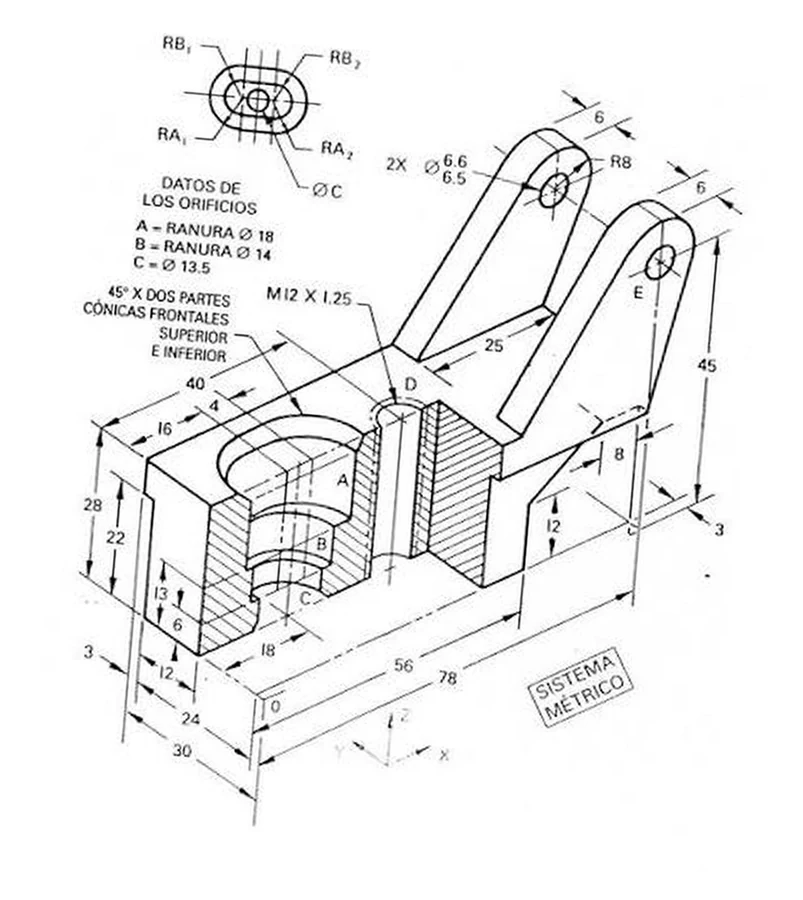 RB₁
RB₂
RA₁
RA₂
ØC
DATOS DE
LOS ORIFICIOS
A = RANURA Ø 18
B = RANURA Ø 14
C = Ø 13.5
45° X DOS PARTES
CÓNICAS FRONTALES
SUPERIOR
E INFERIOR
M12 X 1.25
2X Ø 6.6
6.5
R8
6
6
E
D
25
45
40
4
16
A
B
C
28
22
13
6
8
12
3
18
56
78
3
12
24
30
0
Z
Y
X
SISTEMA
MÉTRICO